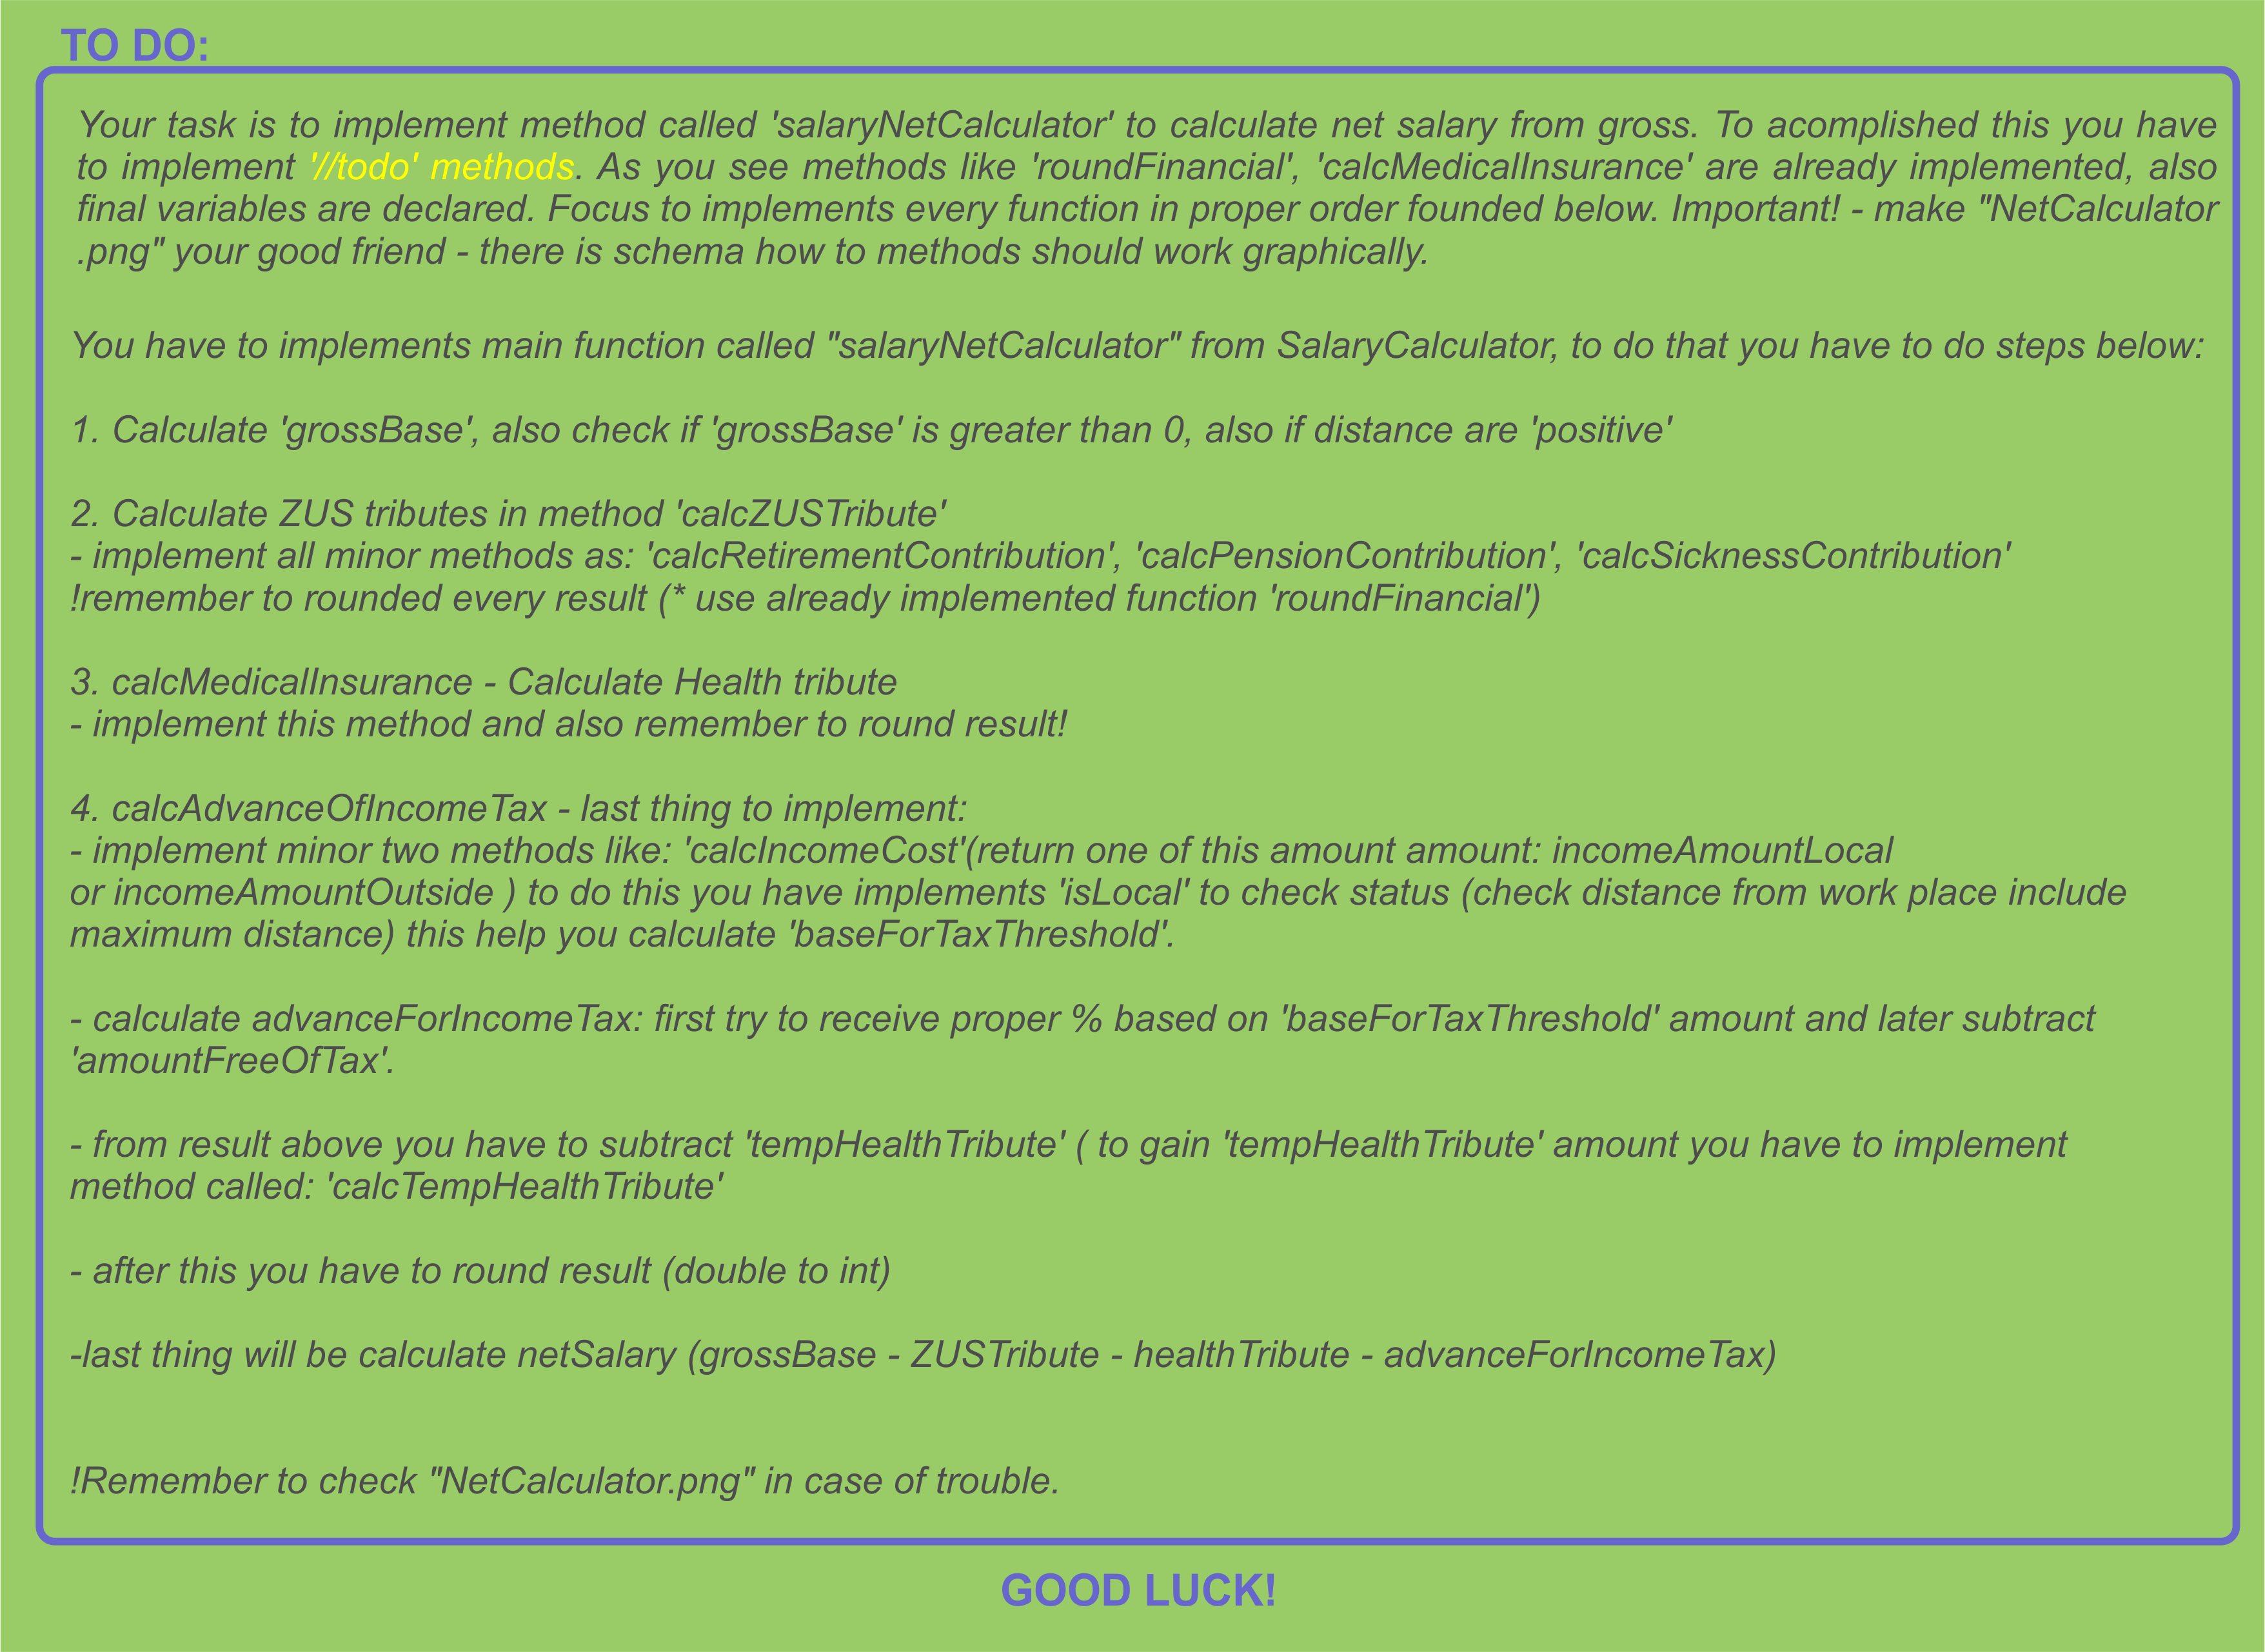 TO DO:
Your task is to implement method called 'salaryNetCalculator' to calculate net salary from gross. To acomplished this you have
to implement '//todo' methods. As you see methods like 'roundFinancial', 'calcMedicalInsurance' are already implemented, also
final variables are declared. Focus to implements every function in proper order founded below. Important! - make "NetCalculator
.png" your good friend - there is schema how to methods should work graphically.
You have to implements main function called "salaryNetCalculator" from SalaryCalculator, to do that you have to do steps below:
1. Calculate 'grossBase', also check if 'grossBase' is greater than 0, also if distance are 'positive'
2. Calculate ZUS tributes in method 'calcZUSTribute'
- implement all minor methods as: 'calcRetirementContribution', 'calcPensionContribution', 'calcSicknessContribution'
!remember to rounded every result (* use already implemented function 'roundFinancial')
3. calcMedicalInsurance - Calculate Health tribute
- implement this method and also remember to round result!
4. calcAdvanceOfIncomeTax - last thing to implement:
- implement minor two methods like: 'calcIncomeCost'(return one of this amount amount: incomeAmountLocal
or incomeAmountOutside ) to do this you have implements 'isLocal' to check status (check distance from work place include
maximum distance) this help you calculate 'baseForTaxThreshold'.
- calculate advanceForIncomeTax: first try to receive proper % based on 'baseForTaxThreshold' amount and later subtract
'amountFreeOfTax'.
- from result above you have to subtract 'tempHealthTribute' ( to gain 'tempHealthTribute' amount you have to implement
method called: 'calcTempHealthTribute'
- after this you have to round result (double to int)
-last thing will be calculate netSalary (grossBase - ZUSTribute - healthTribute - advanceForIncomeTax)
!Remember to check "NetCalculator.png" in case of trouble.
GOOD LUCK!